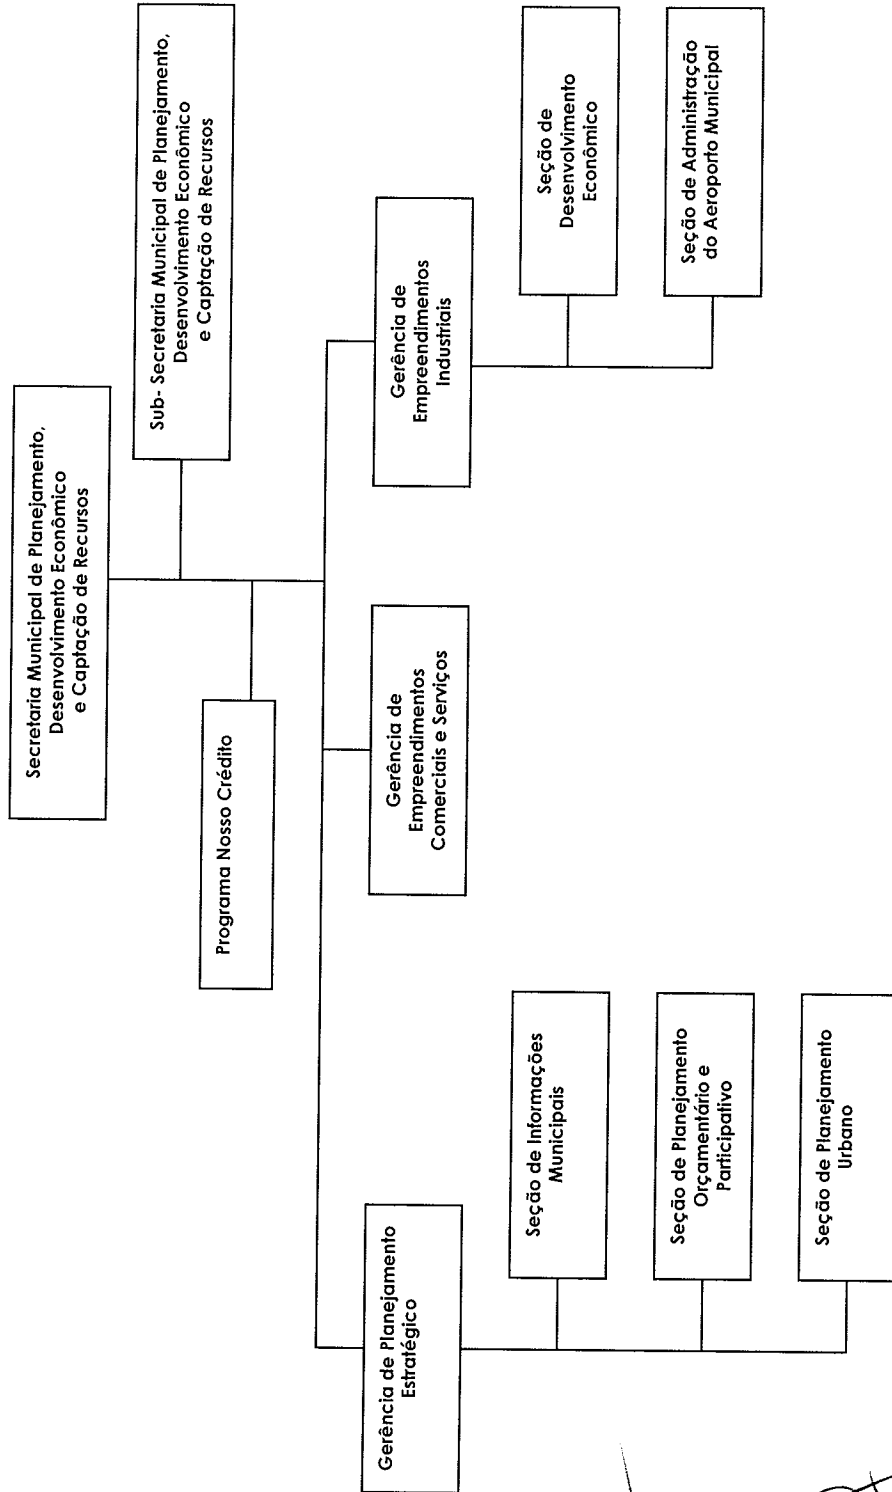 Secretaria Municipal de Planejamento,
Desenvolvimento Econômico
e Captação de Recursos
Sub- Secretaria Municipal de Planejamento,
Desenvolvimento Econômico
e Captação de Recursos
Programa Nosso Crédito
Gerência de Planejamento
Estratégico
Seção de Informações
Municipais
Seção de Planejamento
Orçamentário e
Participativo
Seção de Planejamento
Urbano
Gerência de
Empreendimentos
Comerciais e Serviços
Gerência de
Empreendimentos
Industriais
Seção de
Desenvolvimento
Econômico
Seção de Administração
do Aeroporto Municipal